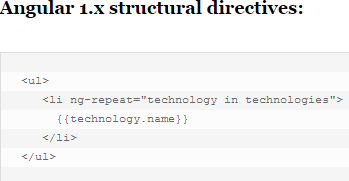 Angular 1.x structural directives:
<ul>
<li ng-repeat="technology in technologies">
{{technology.name}}
</li>
</ul>